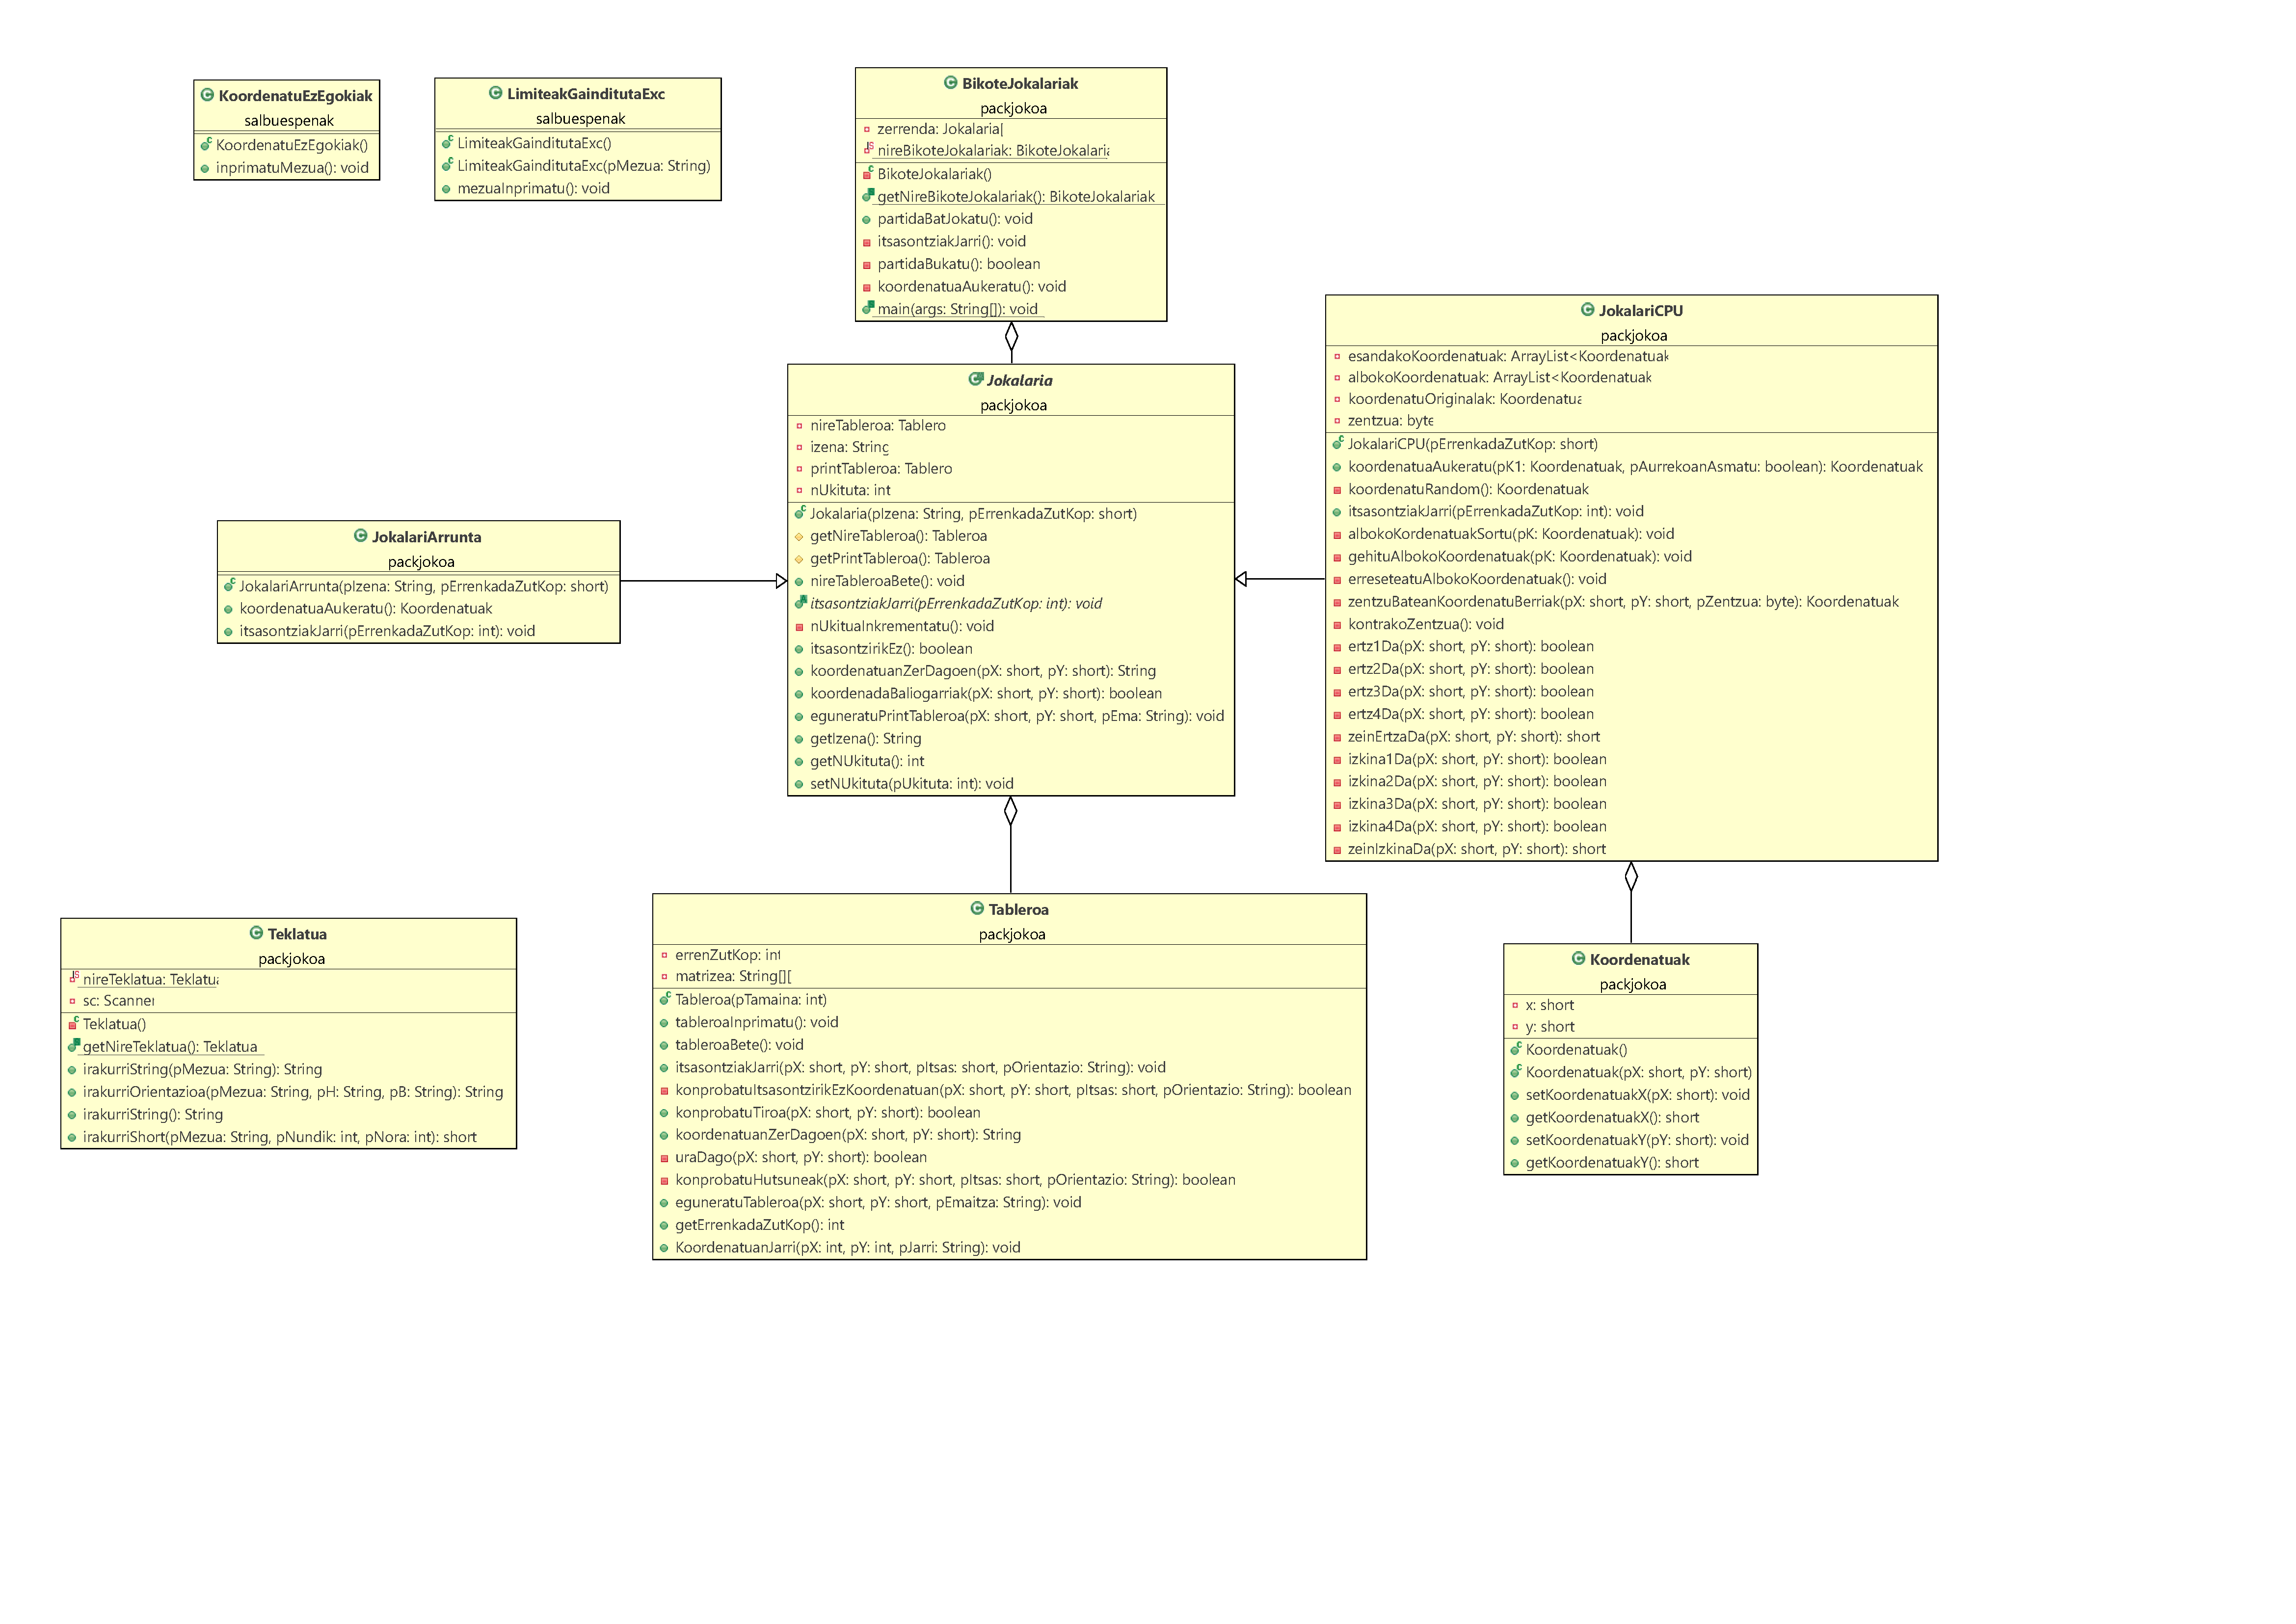 KoordenatuEzEgokiak
salbuespenak
KoordenatuEzEgokiak()
inprimatuMezua(): void
LimiteakGainditutaExc
salbuespenak
LimiteakGainditutaExc()
LimiteakGainditutaExc(pMezua: String)
mezuaInprimatu(): void
BikoteJokalariak
packjokoa
zerrenda: Jokalaria[
nireBikoteJokalariak: BikoteJokalaria
BikoteJokalariak()
getNireBikoteJokalariak(): BikoteJokalariak
partidaBatJokatu(): void
itsasontziakJarri(): void
partidaBukatu(): boolean
koordenatuaAukeratu(): void
main(args: String[]): void
JokalariCPU
packjokoa
esandakoKoordenatuak: ArrayList<Koordenatuak
albokoKoordenatuak: ArrayList<Koordenatuak
koordenatuOriginalak: Koordenatua
zentzua: byte
JokalariCPU(pErrenkadaZutKop: short)
koordenatuaAukeratu(pK1: Koordenatuak, pAurrekoanAsmatu: boolean): Koordenatuak
koordenatuRandom(): Koordenatuak
itsasontziakJarri(pErrenkadaZutKop: int): void
albokoKordenatuakSortu(pK: Koordenatuak): void
gehituAlbokoKoordenatuak(pK: Koordenatuak): void
erreseteatuAlbokoKoordenatuak(): void
zentzuBateanKoordenatuBerriak(pX: short, pY: short, pZentzua: byte): Koordenatuak
kontrakoZentzua(): void
ertz1Da(pX: short, pY: short): boolean
ertz2Da(pX: short, pY: short): boolean
ertz3Da(pX: short, pY: short): boolean
ertz4Da(pX: short, pY: short): boolean
zeinErtzaDa(pX: short, pY: short): short
izkina1Da(pX: short, pY: short): boolean
izkina2Da(pX: short, pY: short): boolean
izkina3Da(pX: short, pY: short): boolean
izkina4Da(pX: short, pY: short): boolean
zeinIzkinaDa(pX: short, pY: short): short
Jokalaria
packjokoa
nireTableroa: Tablero
izena: String
printTableroa: Tablero
nUkituta: int
Jokalaria(pIzena: String, pErrenkadaZutKop: short)
getNireTableroa(): Tableroa
getPrintTableroa(): Tableroa
nireTableroaBete(): void
itsasontziakJarri(pErrenkadaZutKop: int): void
nUkituaInkrementatu(): void
itsasontzirikEz(): boolean
koordenatuanZerDagoen(pX: short, pY: short): String
koordenadaBaliogarriak(pX: short, pY: short): boolean
eguneratuPrintTableroa(pX: short, pY: short, pEma: String): void
getIzena(): String
getNUkituta(): int
setNUkituta(pUkituta: int): void
JokalariArrunta
packjokoa
JokalariArrunta(pIzena: String, pErrenkadaZutKop: short)
koordenatuaAukeratu(): Koordenatuak
itsasontziakJarri(pErrenkadaZutKop: int): void
Teklatua
packjokoa
nireTeklatua: Teklatua
sc: Scanner
Teklatua()
getNireTeklatua(): Teklatua
irakurriString(pMezua: String): String
irakurriOrientazioa(pMezua: String, pH: String, pB: String): String
irakurriString(): String
irakurriShort(pMezua: String, pNundik: int, pNora: int): short
Tableroa
packjokoa
errenZutKop: int
matrizea: String[][
Tableroa(pTamaina: int)
tableroaInprimatu(): void
tableroaBete(): void
itsasontziakJarri(pX: short, pY: short, pItsas: short, pOrientazio: String): void
konprobatuItsasontzirikEzKoordenatuan(pX: short, pY: short, pItsas: short, pOrientazio: String): boolean
konprobatuTiroa(pX: short, pY: short): boolean
koordenatuanZerDagoen(pX: short, pY: short): String
uraDago(pX: short, pY: short): boolean
konprobatuHutsuneak(pX: short, pY: short, pItsas: short, pOrientazio: String): boolean
eguneratuTableroa(pX: short, pY: short, pEmaitza: String): void
getErrenkadaZutKop(): int
KoordenatuanJarri(pX: int, pY: int, pJarri: String): void
Koordenatuak
packjokoa
x: short
y: short
Koordenatuak()
Koordenatuak(pX: short, pY: short)
setKoordenatuakX(pX: short): void
getKoordenatuakX(): short
setKoordenatuakY(pY: short): void
getKoordenatuakY(): short